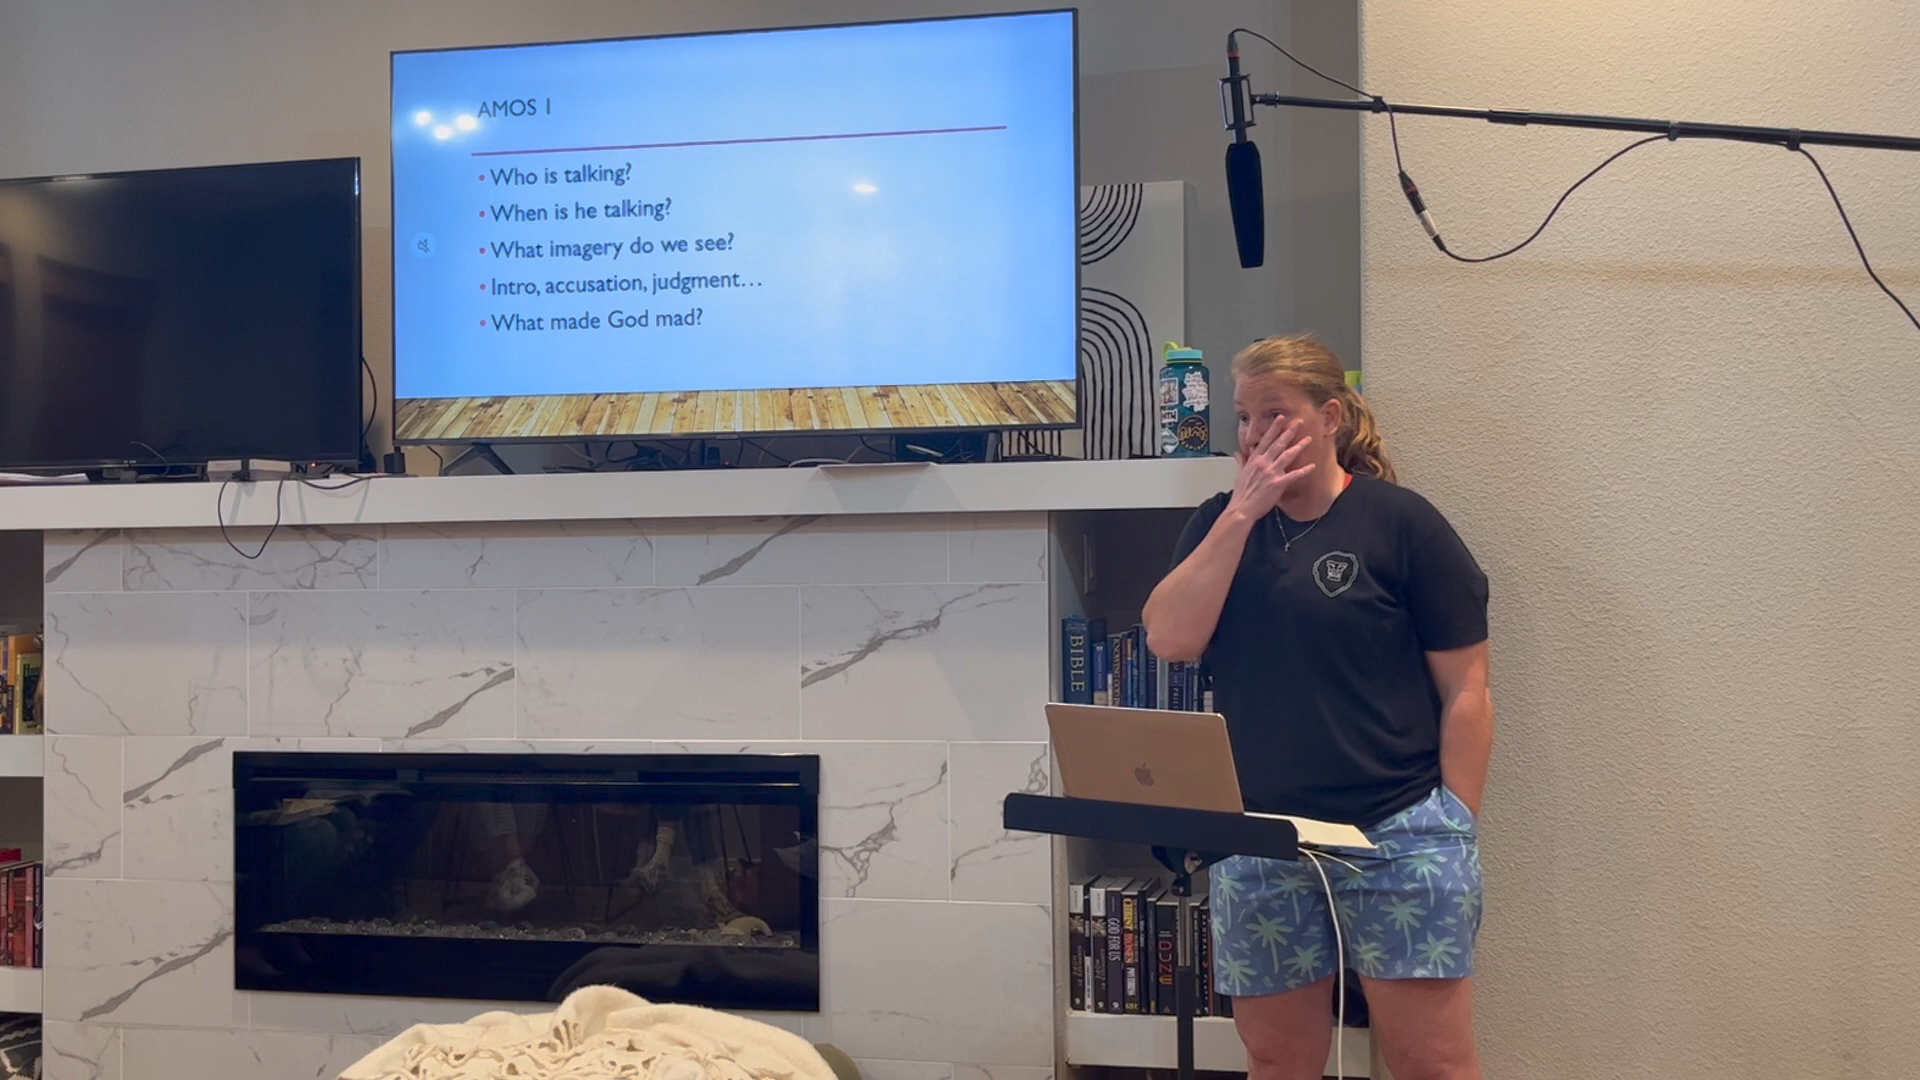 AMOS 1
• Who is talking?
• When is he talking?
• What imagery do we see?
• Intro, accusation, judgment…
• What made God mad?
BIBLE
GOD FOR US